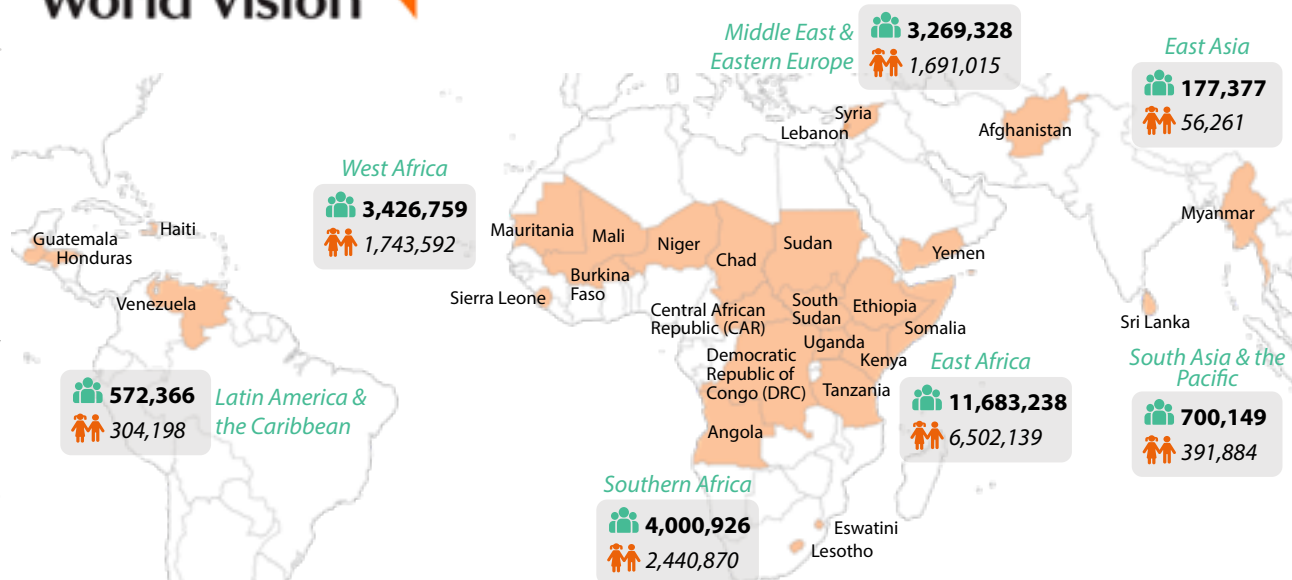 World Vision
Middle East &
Eastern Europe
3,269,328
1,691,015
East Asia
177,377
56,261
Syria
Lebanon
Afghanistan
West Africa
3,426,759
1,743,592
Myanmar
Haiti
Guatemala
Honduras
Venezuela
Mauritania
Mali
Niger
Chad
Sudan
Yemen
Burkina
Faso
Sierra Leone
Central African
Republic (CAR)
South
Sudan
Ethiopia
Somalia
Uganda
Kenya
Democratic
Republic of
Congo (DRC)
Tanzania
Angola
Sri Lanka
East Africa
11,683,238
6,502,139
South Asia & the
Pacific
700,149
391,884
572,366
304,198
Latin America &
the Caribbean
Southern Africa
4,000,926
2,440,870
Eswatini
Lesotho